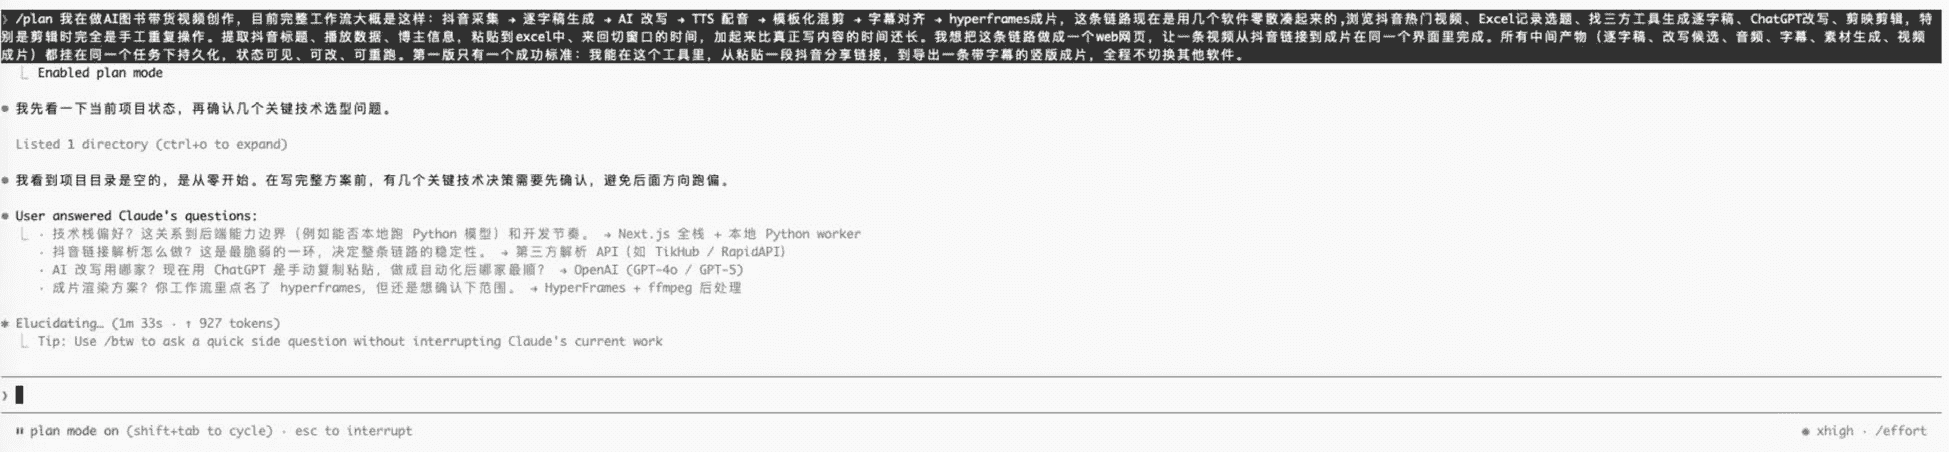 ❯ /plan 我在做AI图书带货视频创作，目前完整工作流大概是这样：抖音采集 → 逐字稿生成 → AI 改写 → TTS 配音 → 模板化混剪 → 字幕对齐 → hyperframes成片，这条链路现在是用几个软件零散凑起来的,浏览抖音热门视频、Excel记录选题、找三方工具生成逐字稿、ChatGPT改写、剪映剪辑，特
别是剪辑时完全是手工重复操作。提取抖音标题、播放数据、博主信息，粘贴到excel中、来回切窗口的时间，加起来比真正写内容的时间还长。我想把这条链路做成一个web网页，让一条视频从抖音链接到成片在同一个界面里完成。所有中间产物（逐字稿、改写候选、音频、字幕、素材生成、视频
成片）都挂在同一个任务下持久化，状态可见、可改、可重跑。第一版只有一个成功标准：我能在这个工具里，从粘贴一段抖音分享链接，到导出一条带字幕的竖版成片，全程不切换其他软件。
⎿ Enabled plan mode
● 我先看一下当前项目状态，再确认几个关键技术选型问题。
Listed 1 directory (ctrl+o to expand)
● 我看到项目目录是空的，是从零开始。在写完整方案前，有几个关键技术决策需要先确认，避免后面方向跑偏。
● User answered Claude's questions:
⎿ · 技术栈偏好？这关系到后端能力边界（例如能否本地跑 Python 模型）和开发节奏。 → Next.js 全栈 + 本地 Python worker
· 抖音链接解析怎么做？这是最脆弱的一环，决定整条链路的稳定性。 → 第三方解析 API（如 TikHub / RapidAPI）
· AI 改写用哪家？现在用 ChatGPT 是手动复制粘贴，做成自动化后哪家最顺？ → OpenAI（GPT-4o / GPT-5）
· 成片渲染方案？你工作流里点名了 hyperframes，但还是想确认下范围。 → HyperFrames + ffmpeg 后处理
✱ Elucidating… (1m 33s · ↑ 927 tokens)
⎿ Tip: Use /btw to ask a quick side question without interrupting Claude's current work
❯
⏸ plan mode on (shift+tab to cycle) · esc to interrupt
● xhigh · /effort